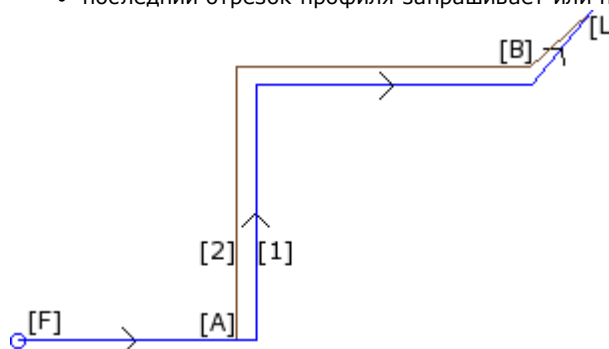 последний отрезок профиля запрашивает или
[B]
[L
[2] [1]
[F]
[A]